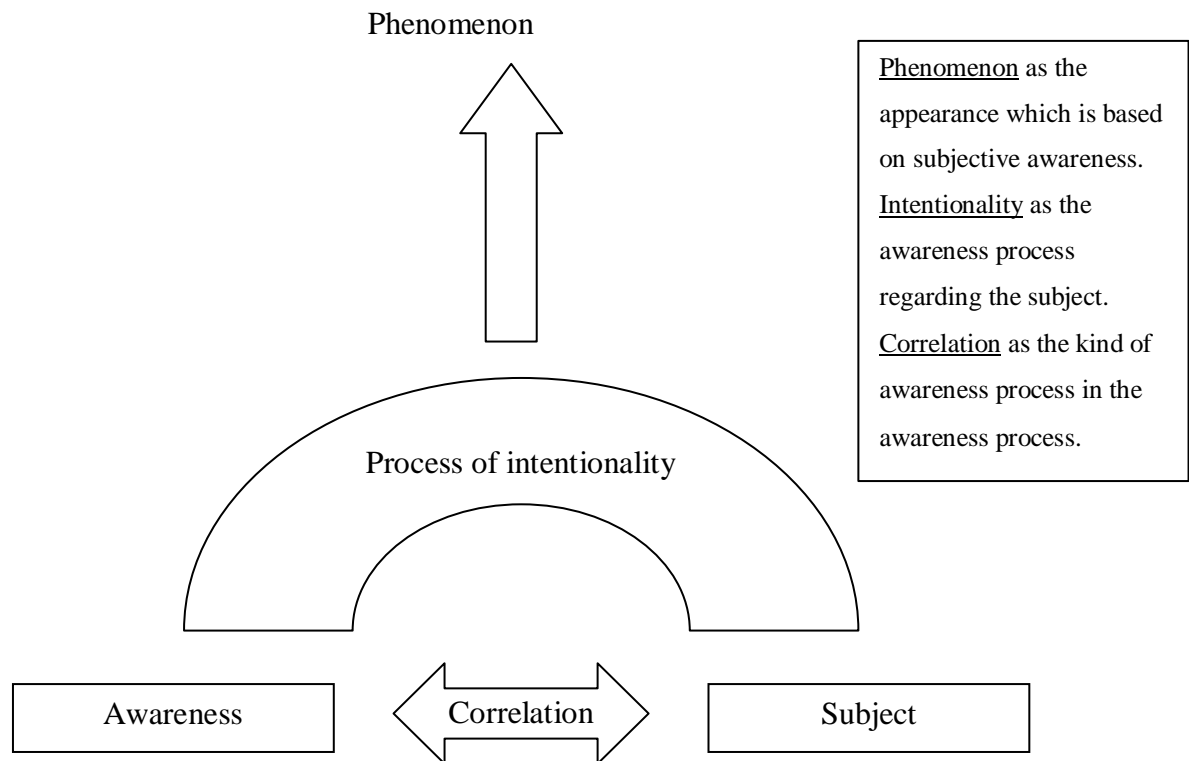 Phenomenon
Phenomenon as the
appearance which is based
on subjective awareness.
Intentionality as the
awareness process
regarding the subject.
Correlation as the kind of
awareness process in the
awareness process.
Process of intentionality
Awareness
Correlation
Subject